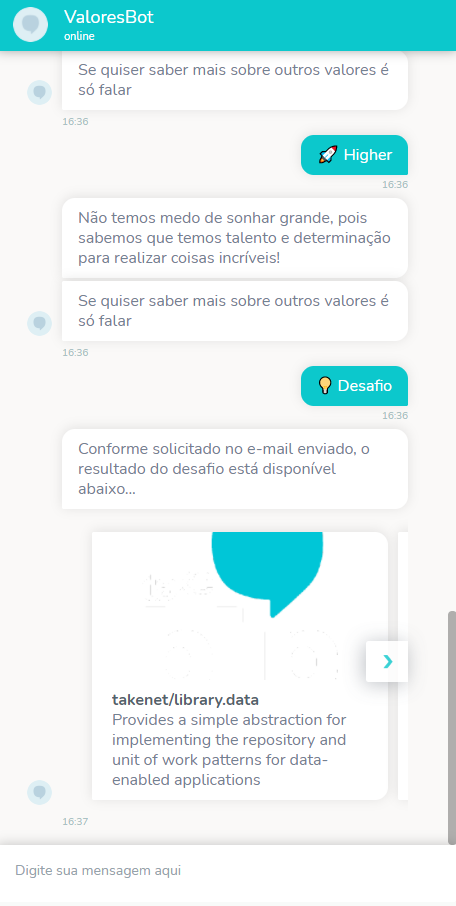 ValoresBot
online
Se quiser saber mais sobre outros valores é
só falar
16:36
🚀 Higher
16:36
Não temos medo de sonhar grande, pois
sabemos que temos talento e determinação
para realizar coisas incríveis!
Se quiser saber mais sobre outros valores é
só falar
16:36
💡 Desafio
16:36
Conforme solicitado no e-mail enviado, o
resultado do desafio está disponível
abaixo...
takenet/library.data
Provides a simple abstraction for
implementing the repository and
unit of work patterns for data-
enabled applications
16:37
Digite sua mensagem aqui